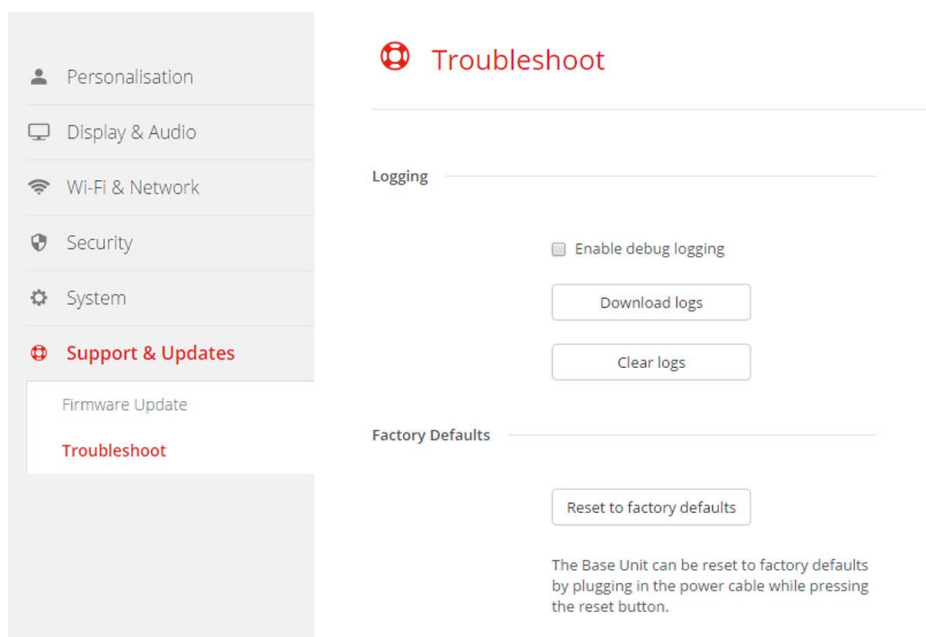 Personalisation
Display & Audio
Wi-Fi & Network
Security
System
Support & Updates
Firmware Update
Troubleshoot
Troubleshoot
Logging
Enable debug logging
Download logs
Clear logs
Factory Defaults
Reset to factory defaults
The Base Unit can be reset to factory defaults
by plugging in the power cable while pressing
the reset button.